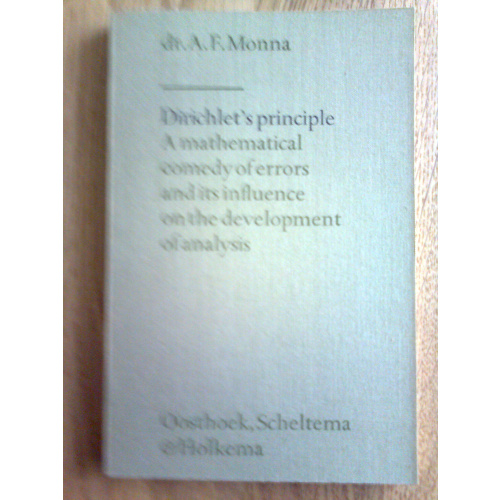 dr. A. F. Monna
Dirichlet's principle
A mathematical
comedy of errors
and its influence
on the development
of analysis
Oosthoek, Scheltema
& Holkema